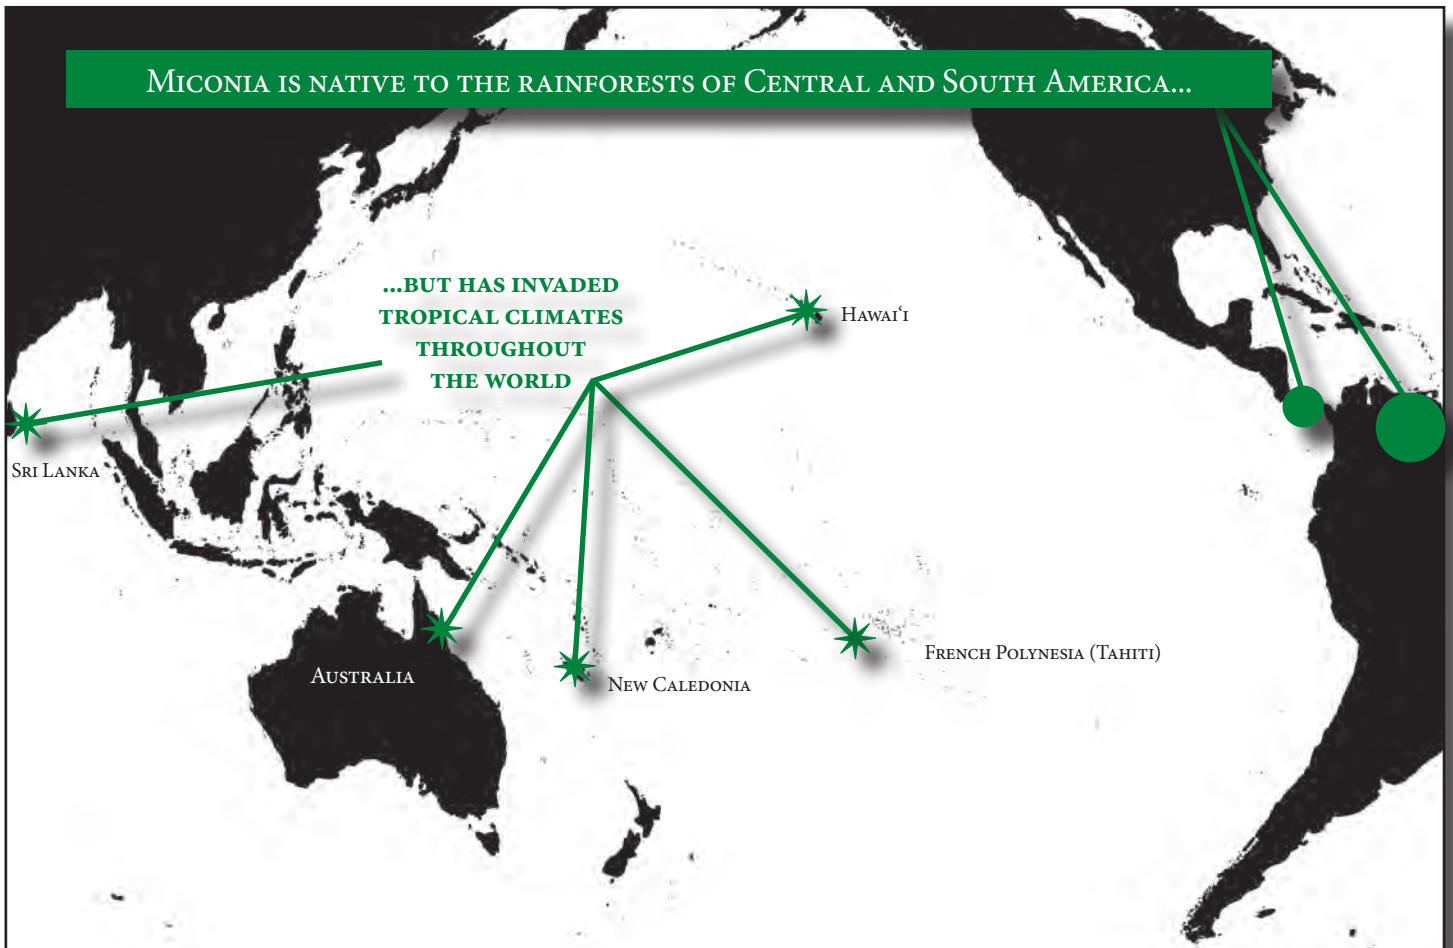 Miconia is native to the rainforests of Central and South America...
...but has invaded
tropical climates
throughout
the world
Hawaiʻi
Sri Lanka
Australia
New Caledonia
French Polynesia (Tahiti)